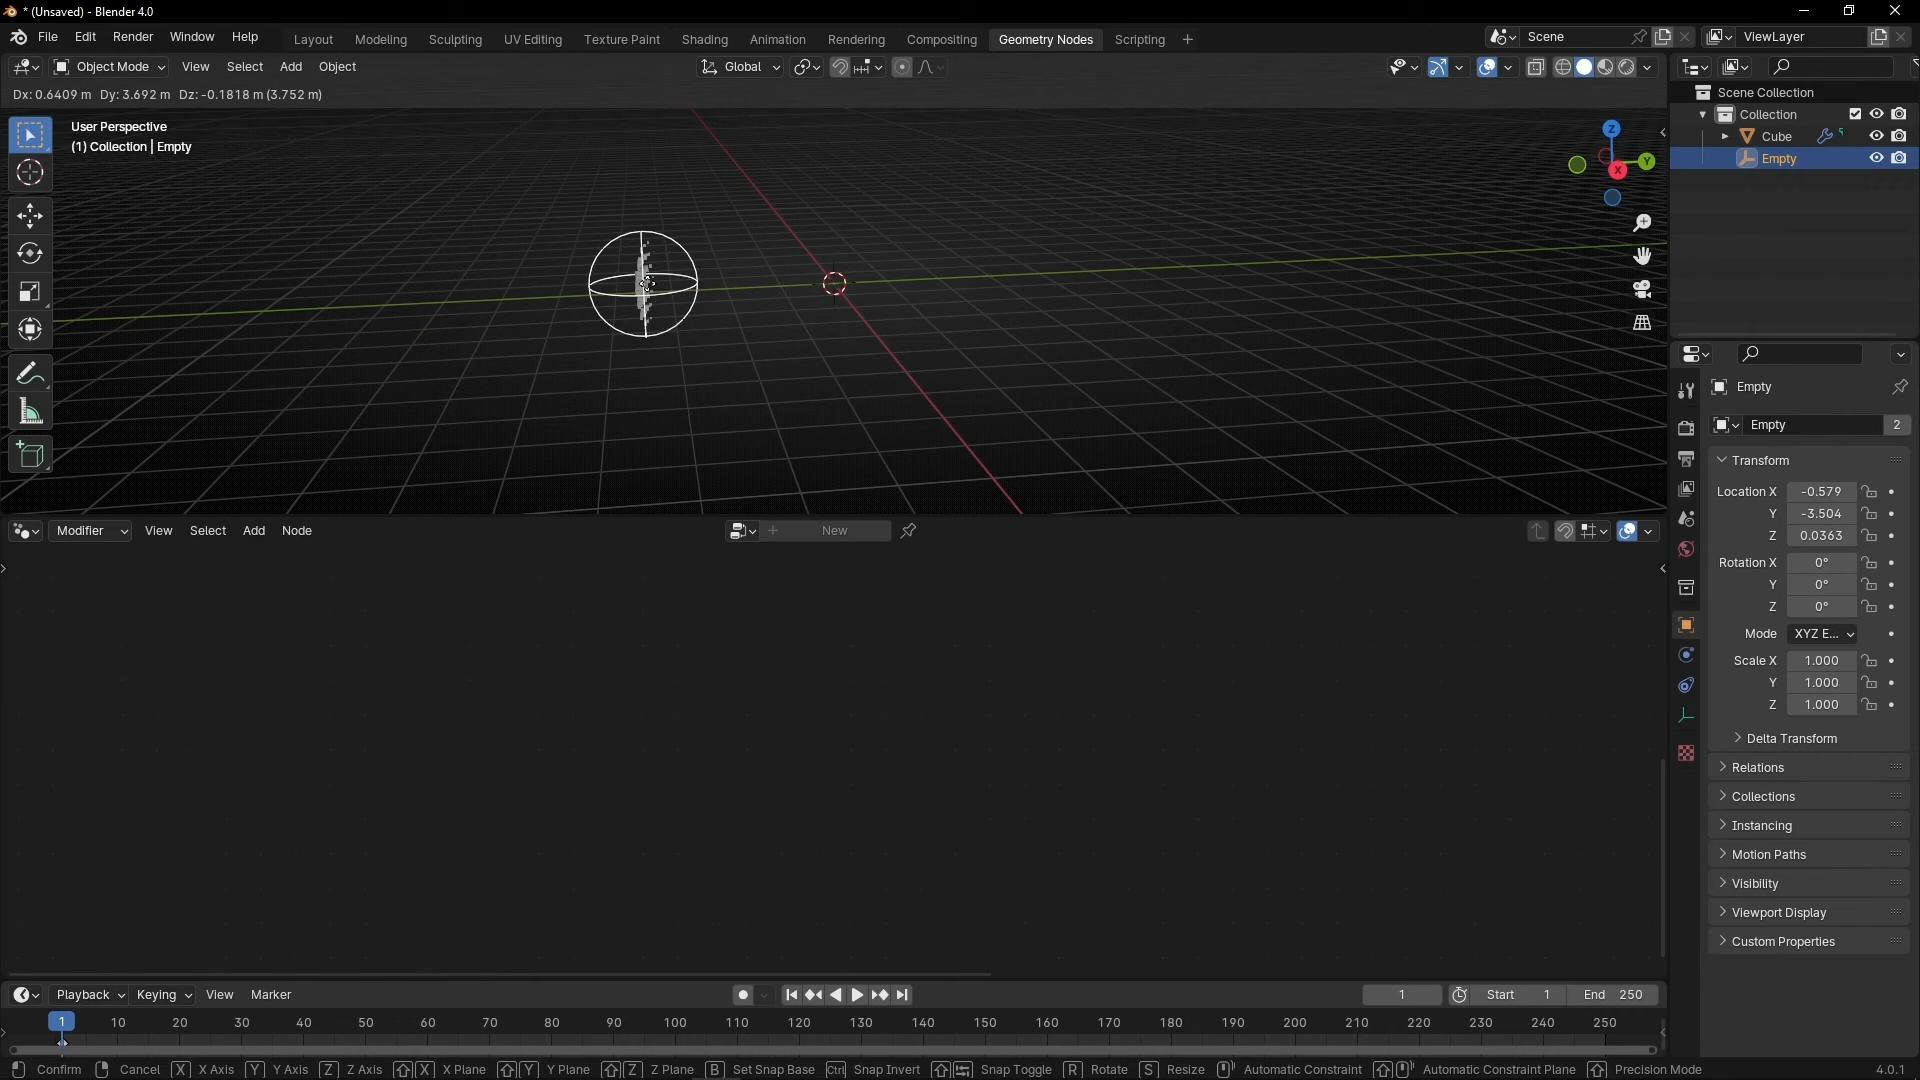 * (Unsaved) - Blender 4.0
File Edit Render Window Help Layout Modeling Sculpting UV Editing Texture Paint Shading Animation Rendering Compositing Geometry Nodes Scripting + Scene ViewLayer
Object Mode View Select Add Object Global
Dx: 0.6409 m Dy: 3.692 m Dz: -0.1818 m (3.752 m)
User Perspective
(1) Collection | Empty
Z
Y
X
Scene Collection
Collection
Cube
Empty
Empty
Empty 2
Transform
Location X -0.579
Y -3.504
Z 0.0363
Rotation X 0°
Y 0°
Z 0°
Mode XYZ E...
Scale X 1.000
Y 1.000
Z 1.000
Delta Transform
Relations
Collections
Instancing
Motion Paths
Visibility
Viewport Display
Custom Properties
Modifier View Select Add Node + New
Playback Keying View Marker 1 Start 1 End 250
1 10 20 30 40 50 60 70 80 90 100 110 120 130 140 150 160 170 180 190 200 210 220 230 240 250
Confirm Cancel X X Axis Y Y Axis Z Z Axis X X Plane Y Y Plane Z Z Plane B Set Snap Base Ctrl Snap Invert Snap Toggle R Rotate S Resize Automatic Constraint Automatic Constraint Plane Precision Mode 4.0.1